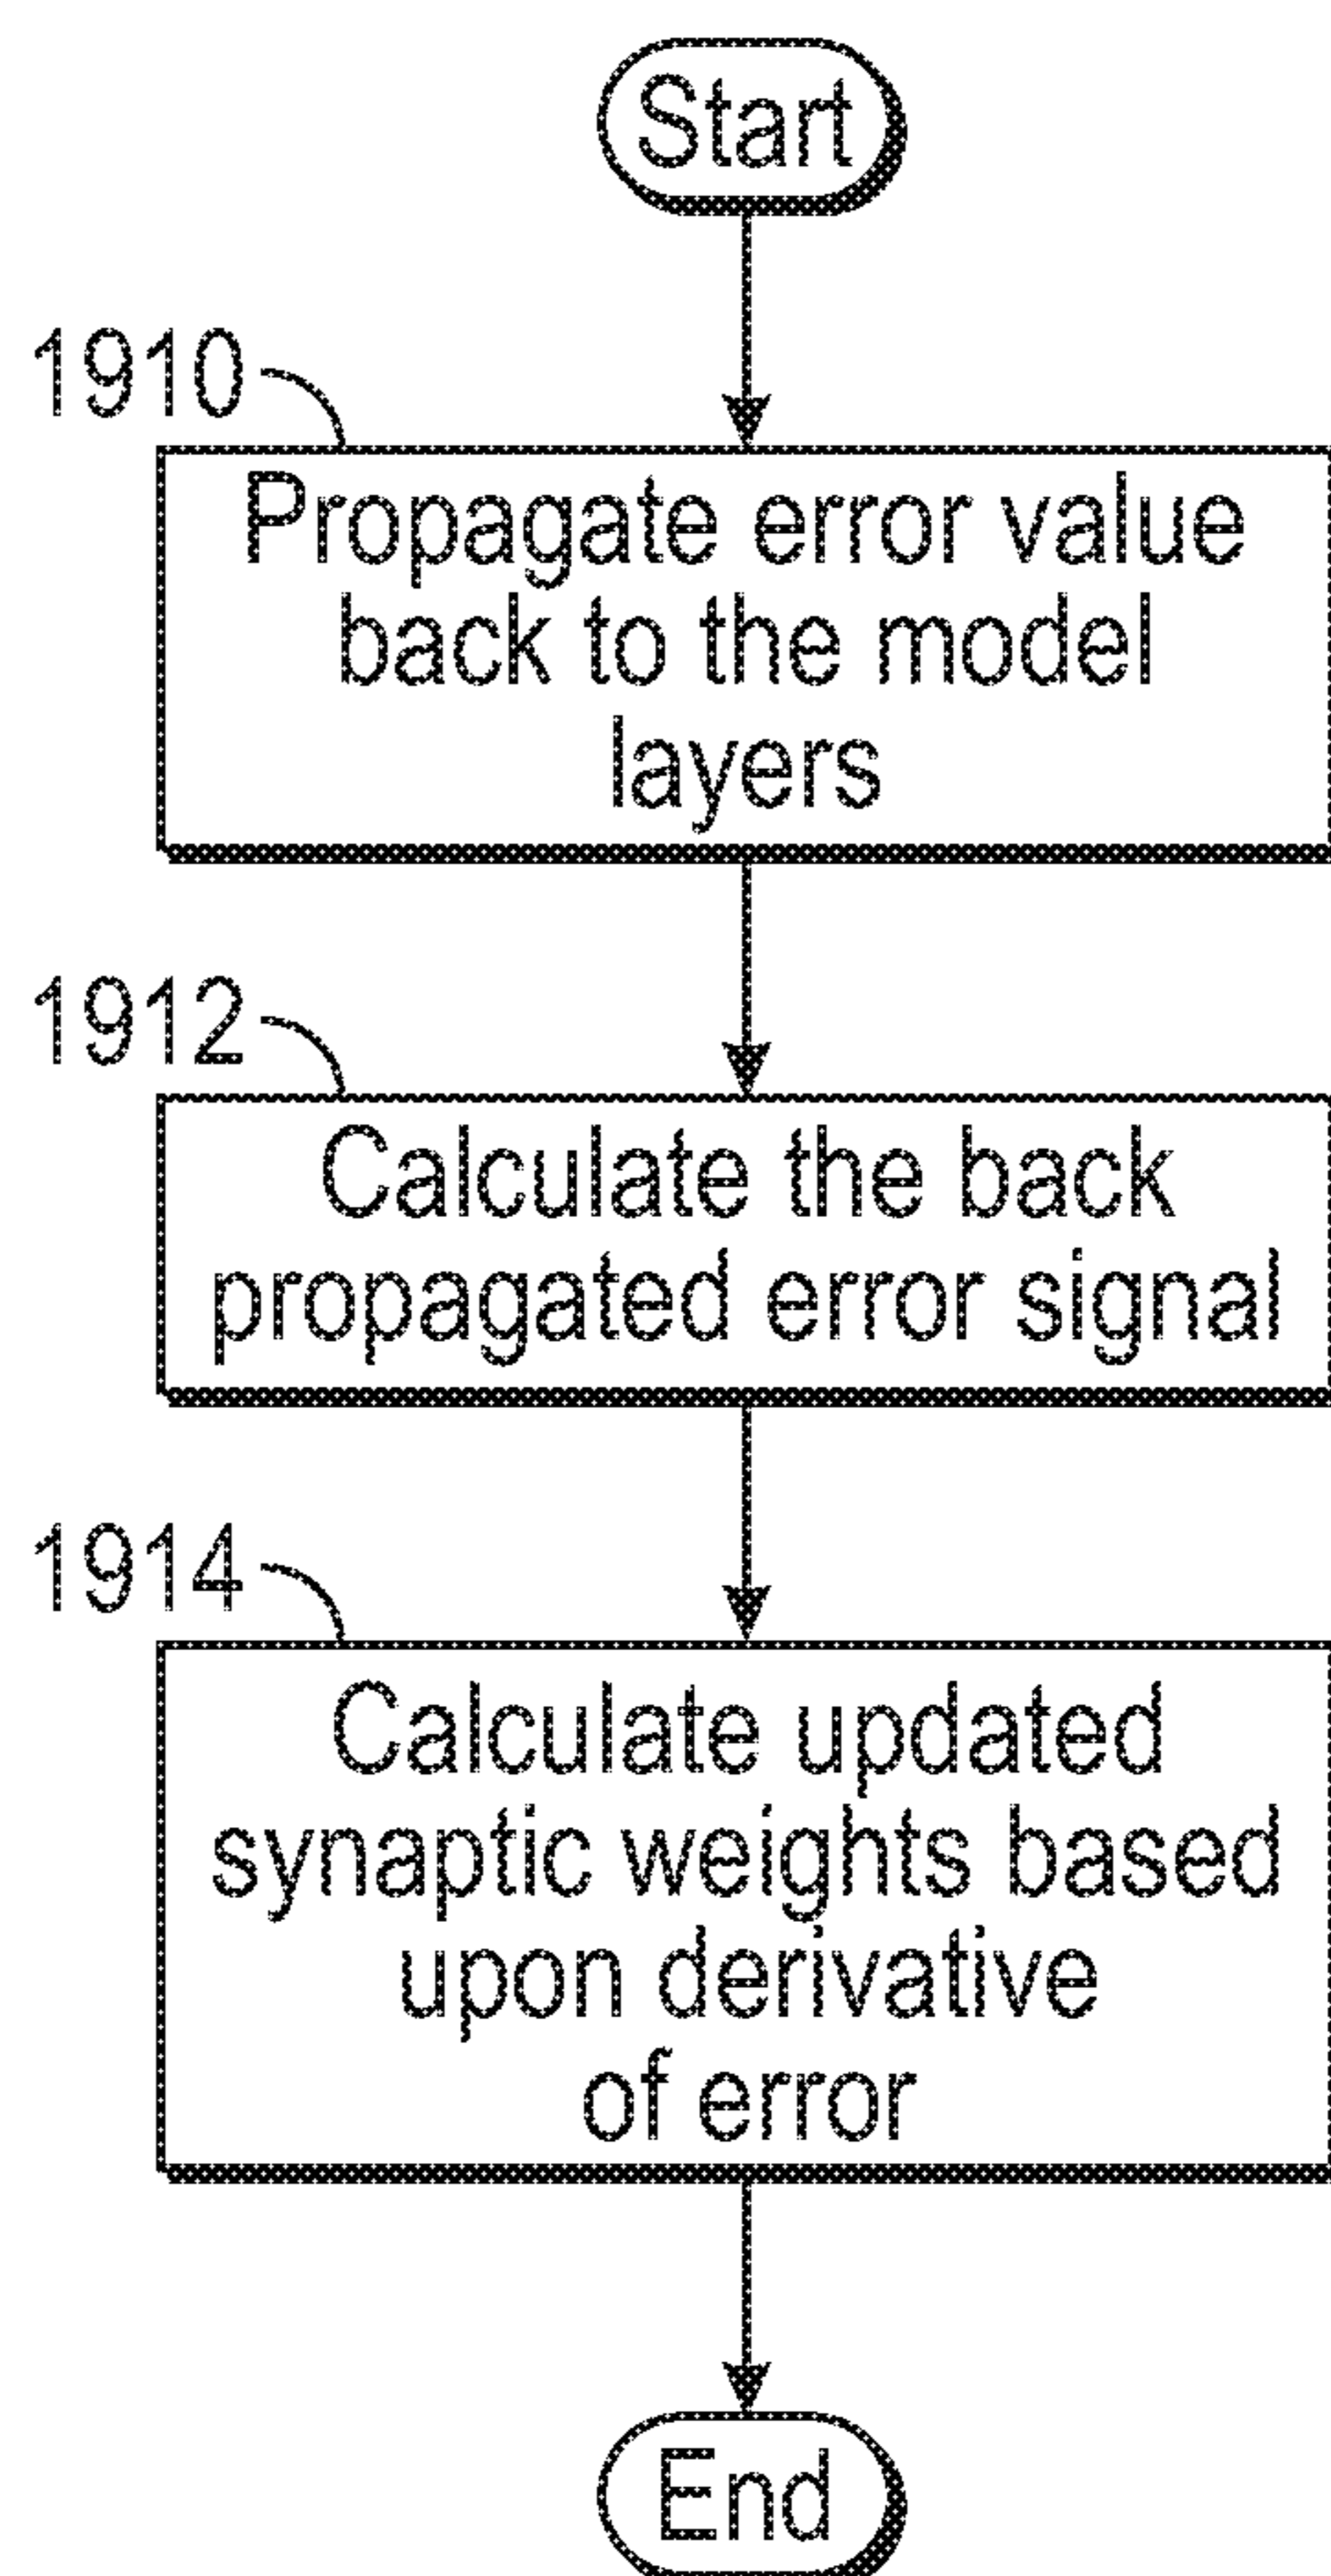 Start
1910
Propagate error value
back to the model
layers
1912
Calculate the back
propagated error signal
1914
Calculate updated
synaptic weights based
upon derivative
of error
End